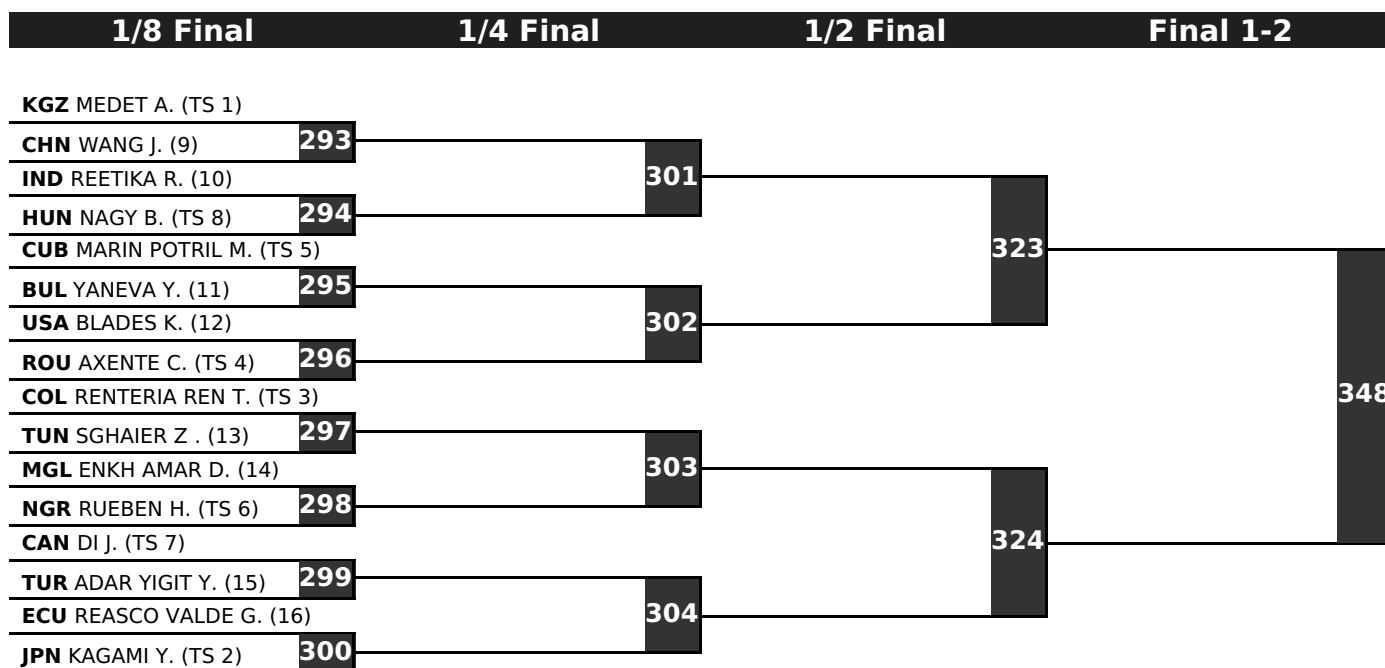 1/8 Final 1/4 Final 1/2 Final Final 1-2
KGZ MEDET A. (TS 1)
293
CHN WANG J. (9)
301
IND REETIKA R. (10)
294
HUN NAGY B. (TS 8)
323
CUB MARIN POTRIL M. (TS 5)
295
BUL YANEVA Y. (11)
302
USA BLADES K. (12)
296
ROU AXENTE C. (TS 4)
348
COL RENTERIA REN T. (TS 3)
297
TUN SGHAIER Z . (13)
303
MGL ENKH AMAR D. (14)
298
NGR RUEBEN H. (TS 6)
324
CAN DI J. (TS 7)
299
TUR ADAR YIGIT Y. (15)
304
ECU REASCO VALDE G. (16)
300
JPN KAGAMI Y. (TS 2)